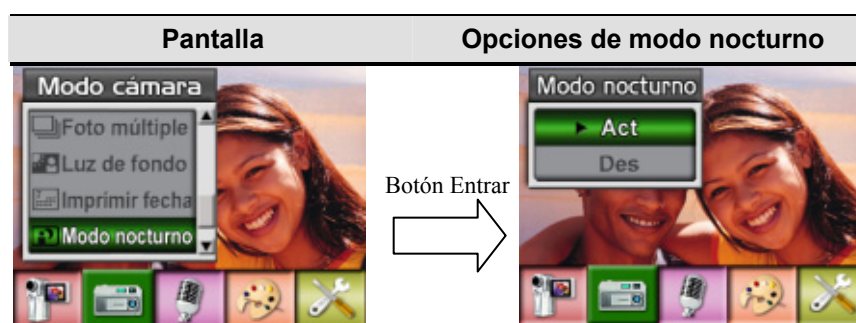 Pantalla
Opciones de modo nocturno
Modo cámara
Foto múltiple
Luz de fondo
Imprimir fecha
Modo nocturno
Botón Entrar
Modo nocturno
Act
Des